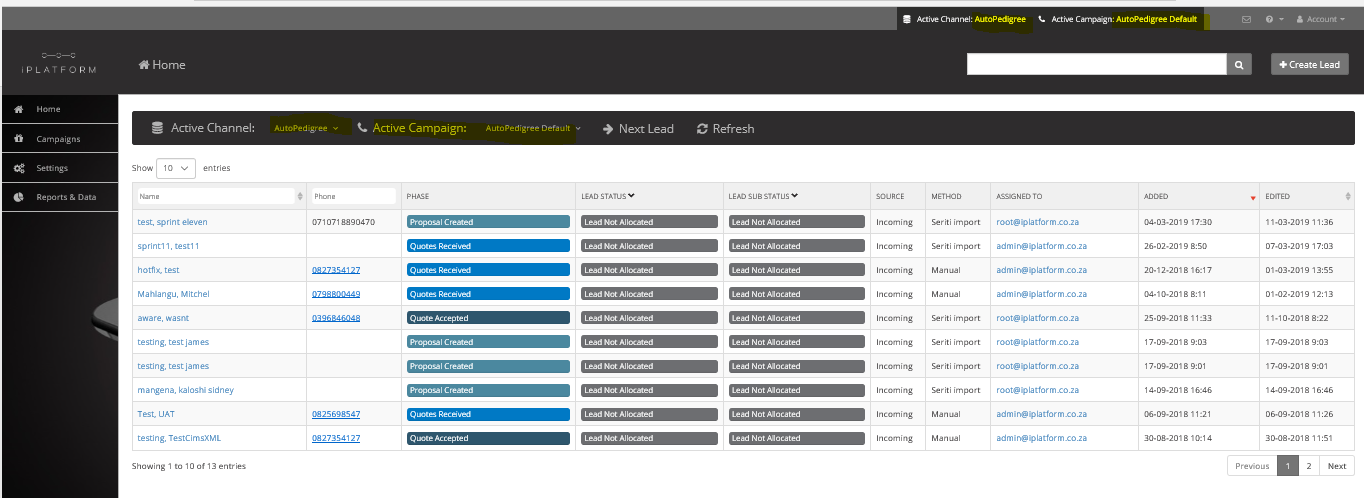 Active Channel: AutoPedigree Active Campaign: AutoPedigree Default Account
iPLATFORM
Home
Create Lead
Home
Campaigns
Settings
Reports & Data
Active Channel: AutoPedigree Active Campaign: AutoPedigree Default Next Lead Refresh
Show 10 entries
Name Phone PHASE LEAD STATUS LEAD SUB STATUS SOURCE METHOD ASSIGNED TO ADDED EDITED
test, sprint eleven 0710718890470 Proposal Created Lead Not Allocated Lead Not Allocated Incoming Seriti import root@iplatform.co.za 04-03-2019 17:30 11-03-2019 11:36
sprint11, test11 Quotes Received Lead Not Allocated Lead Not Allocated Incoming Seriti import admin@iplatform.co.za 26-02-2019 8:50 07-03-2019 17:03
hotfix, test 0827354127 Quotes Received Lead Not Allocated Lead Not Allocated Incoming Manual admin@iplatform.co.za 20-12-2018 16:17 01-03-2019 13:55
Mahlangu, Mitchel 0798800449 Quotes Received Lead Not Allocated Lead Not Allocated Incoming Manual admin@iplatform.co.za 04-10-2018 8:11 01-02-2019 12:13
aware, wasnt 0396846048 Quote Accepted Lead Not Allocated Lead Not Allocated Incoming Seriti import root@iplatform.co.za 25-09-2018 11:33 11-10-2018 8:22
testing, test james Proposal Created Lead Not Allocated Lead Not Allocated Incoming Seriti import root@iplatform.co.za 17-09-2018 9:03 17-09-2018 9:03
testing, test james Proposal Created Lead Not Allocated Lead Not Allocated Incoming Seriti import root@iplatform.co.za 17-09-2018 9:01 17-09-2018 9:01
mangena, kaloshi sidney Proposal Created Lead Not Allocated Lead Not Allocated Incoming Seriti import root@iplatform.co.za 14-09-2018 16:46 14-09-2018 16:46
Test, UAT 0825698547 Quotes Received Lead Not Allocated Lead Not Allocated Incoming Manual admin@iplatform.co.za 06-09-2018 11:21 06-09-2018 11:26
testing, TestCimsXML 0827354127 Quote Accepted Lead Not Allocated Lead Not Allocated Incoming Manual admin@iplatform.co.za 30-08-2018 10:14 30-08-2018 11:51
Showing 1 to 10 of 13 entries
Previous 1 2 Next